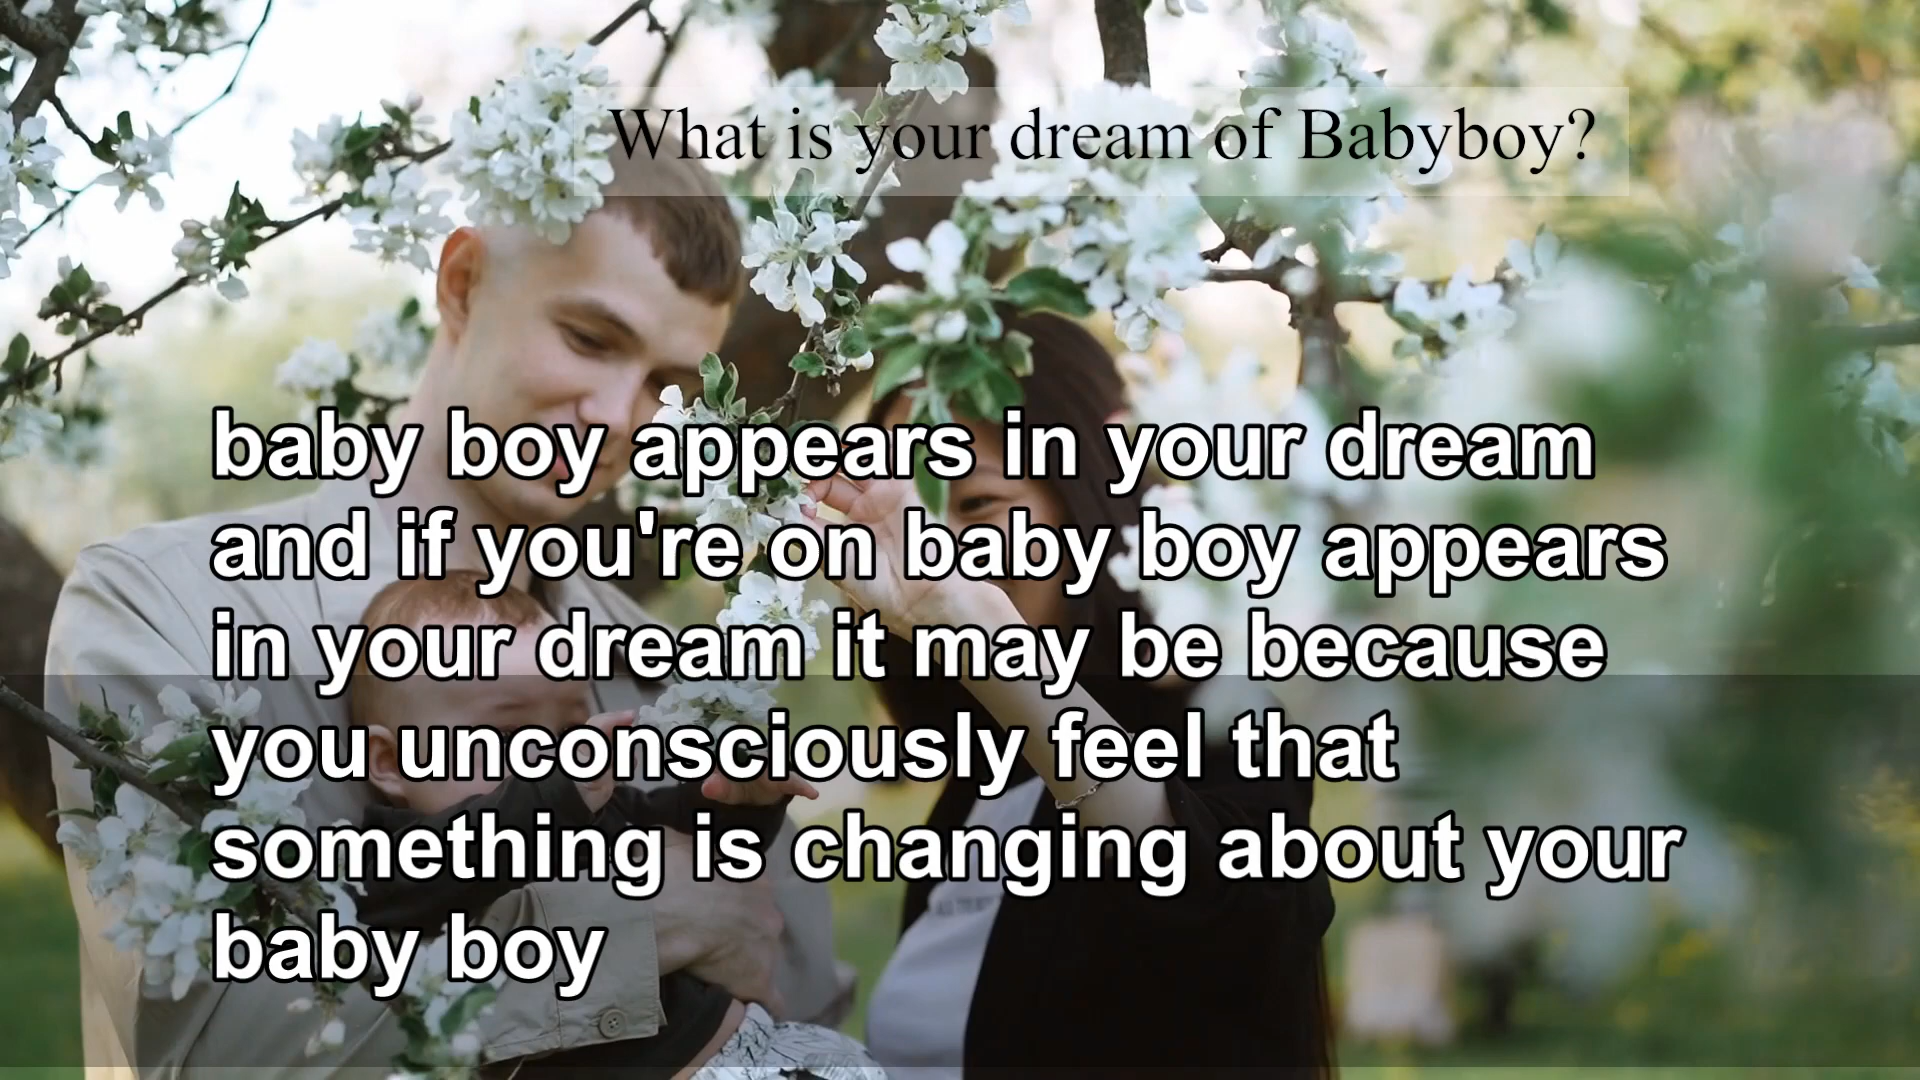 What is your dream of Babyboy?
baby boy appears in your dream
and if you're on baby boy appears
in your dream it may be because
you unconsciously feel that
something is changing about your
baby boy